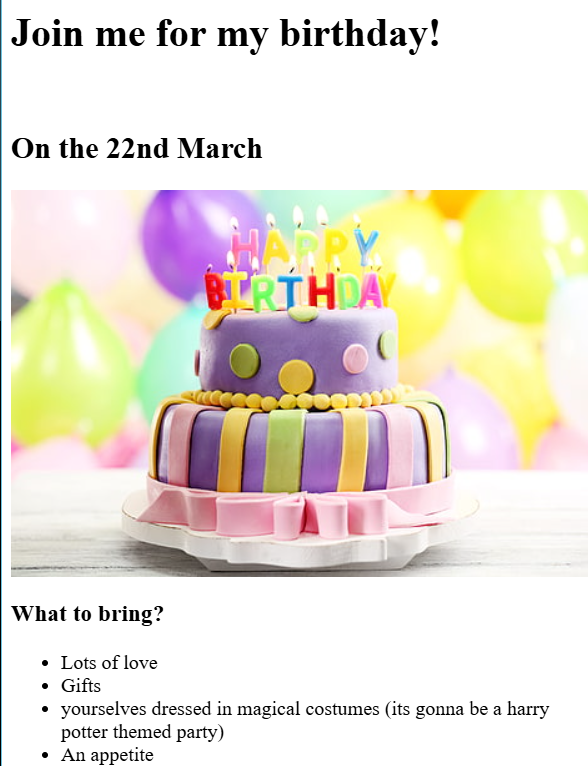 Join me for my birthday!
On the 22nd March
HAPPY
BIRTHDAY
What to bring?
Lots of love
Gifts
yourselves dressed in magical costumes (its gonna be a harry
potter themed party)
An appetite